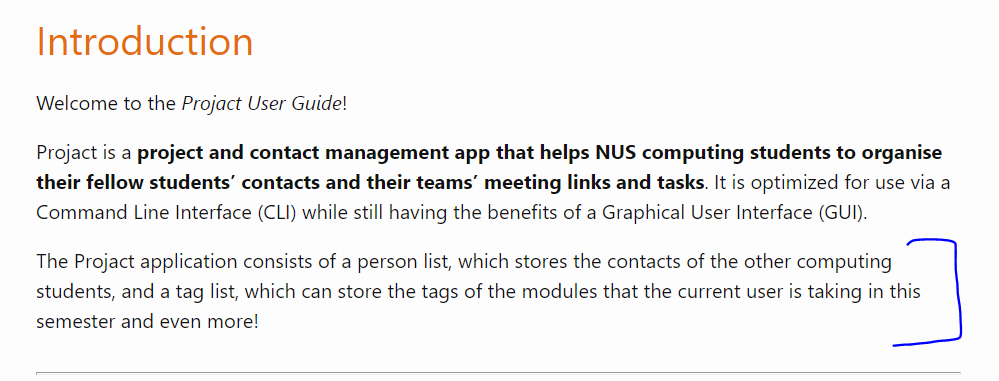 Introduction
Welcome to the Projact User Guide!
Projact is a project and contact management app that helps NUS computing students to organise
their fellow students’ contacts and their teams’ meeting links and tasks. It is optimized for use via a
Command Line Interface (CLI) while still having the benefits of a Graphical User Interface (GUI).
The Projact application consists of a person list, which stores the contacts of the other computing
students, and a tag list, which can store the tags of the modules that the current user is taking in this
semester and even more!